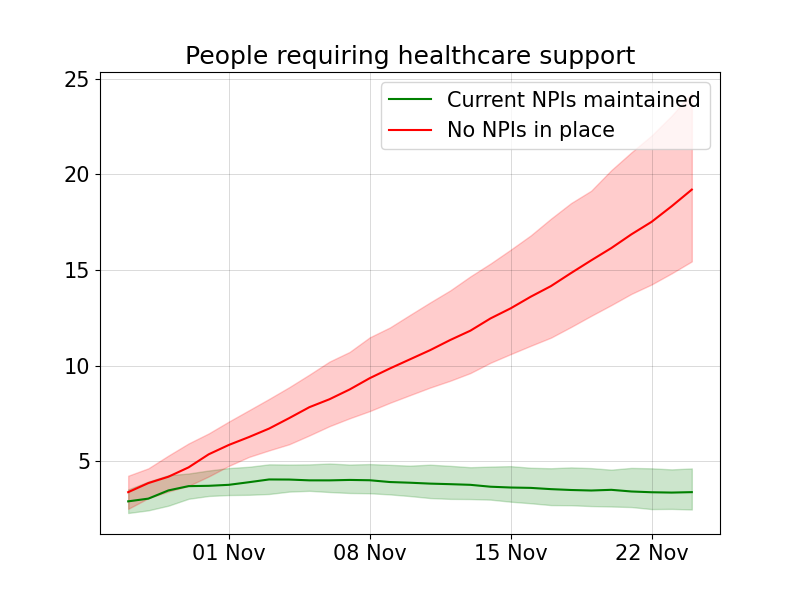 People requiring healthcare support
Current NPIs maintained
No NPIs in place
25
20
15
10
5
01 Nov
08 Nov
15 Nov
22 Nov